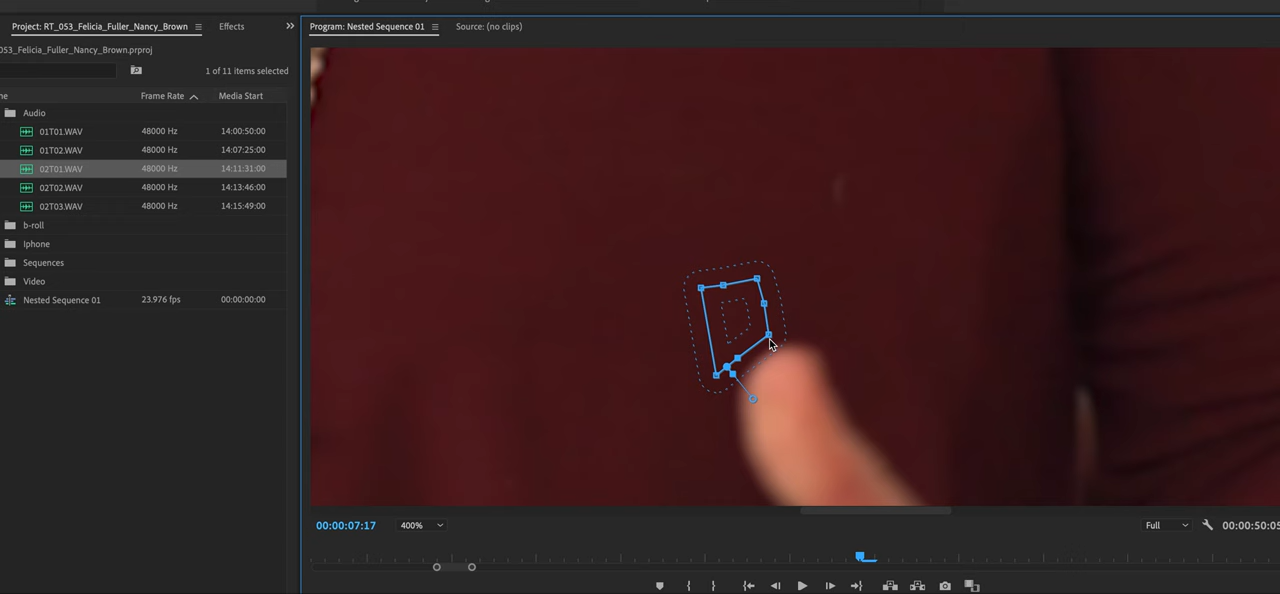 Project: RT_053_Felicia_Fuller_Nancy_Brown
Effects
Program: Nested Sequence 01
Source: (no clips)
053_Felicia_Fuller_Nancy_Brown.prproj
1 of 11 items selected
Frame Rate
Media Start
Audio
01T01.WAV 48000 Hz 14:00:50:00
01T02.WAV 48000 Hz 14:07:25:00
02T01.WAV 48000 Hz 14:11:31:00
02T02.WAV 48000 Hz 14:13:46:00
02T03.WAV 48000 Hz 14:15:49:00
b-roll
Iphone
Sequences
Video
Nested Sequence 01 23.976 fps 00:00:00:00
00:00:07:17
400%
Full
00:00:50:05